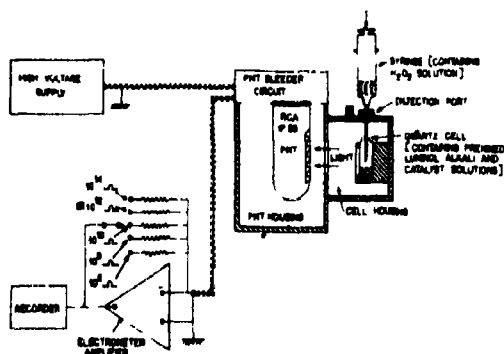 HIGH VOLTAGE
SUPPLY
PMT BLEEDER
CIRCUIT
RCA
PMT
LIGHT
PMT HOUSING
SYRINGE (CONTAINING
H2O2 SOLUTION)
INJECTION PORT
QUARTZ CELL
(CONTAINING PREMIXED
LUMINOL ALKALI AND
CATALYST SOLUTIONS)
CELL HOUSING
RECORDER
ELECTROMETER
AMPLIFIER